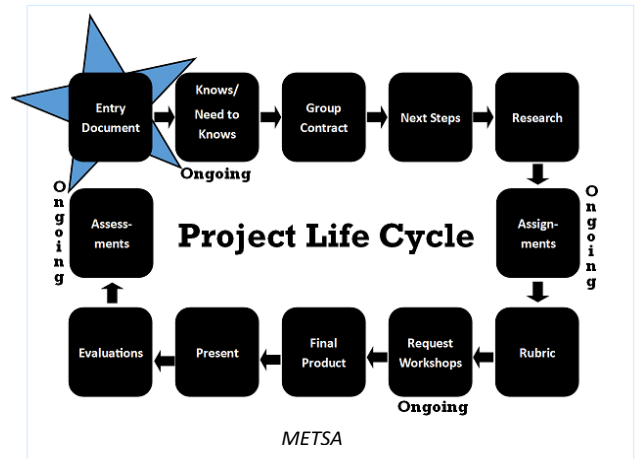 Entry
Document
Knows/
Need to
Knows
Ongoing
Group
Contract
Next Steps
Research
Assign-
ments
Ongoing
Rubric
Request
Workshops
Ongoing
Final
Product
Present
Evaluations
Assess-
ments
Ongoing
Project Life Cycle
METSA